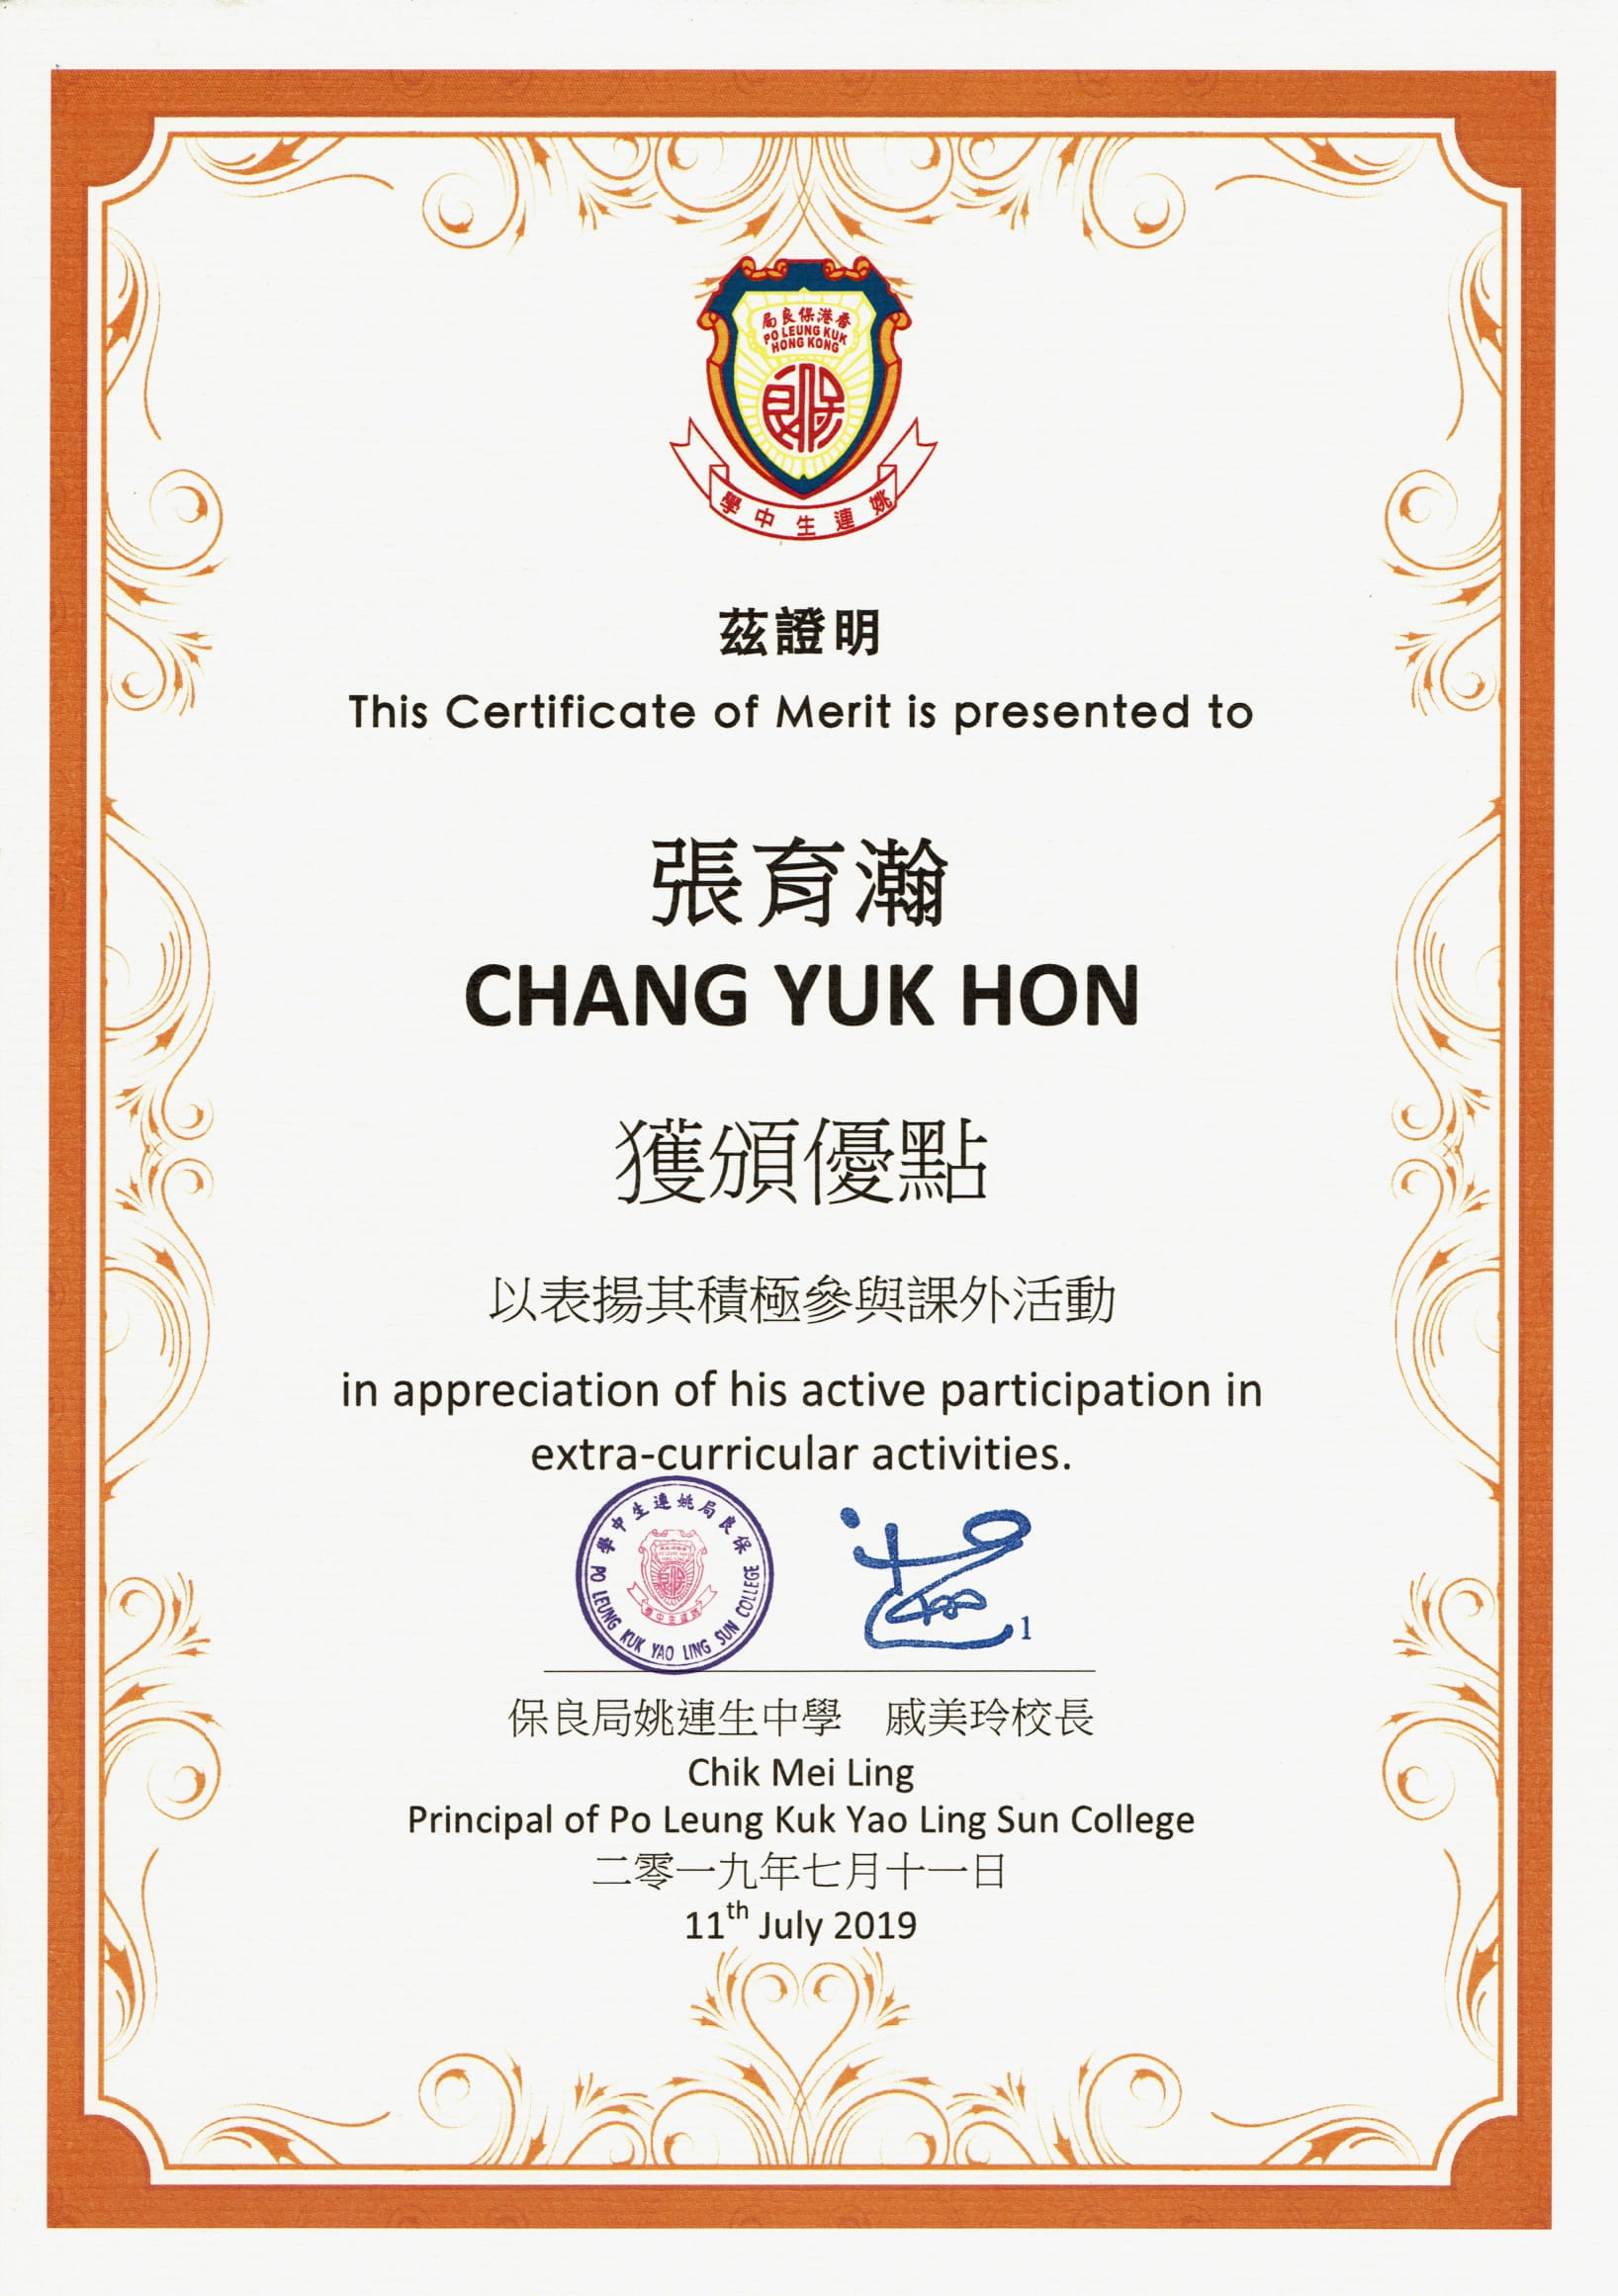 局良保港香
PO LEUNG KUK
HONG KONG
學中生連姚
茲證明
This Certificate of Merit is presented to
張育瀚
CHANG YUK HON
獲頒優點
以表揚其積極參與課外活動
in appreciation of his active participation in
extra-curricular activities.
學中生連姚局良保
PO LEUNG KUK YAO LING SUN COLLEGE
1
保良局姚連生中學 戚美玲校長
Chik Mei Ling
Principal of Po Leung Kuk Yao Ling Sun College
二零一九年七月十一日
11th July 2019